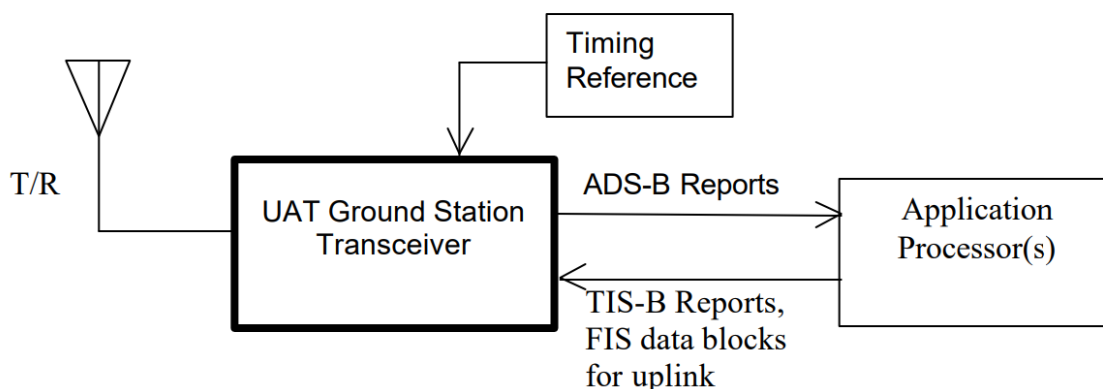 Timing
Reference
T/R
UAT Ground Station
Transceiver
ADS-B Reports
Application
Processor(s)
TIS-B Reports,
FIS data blocks
for uplink